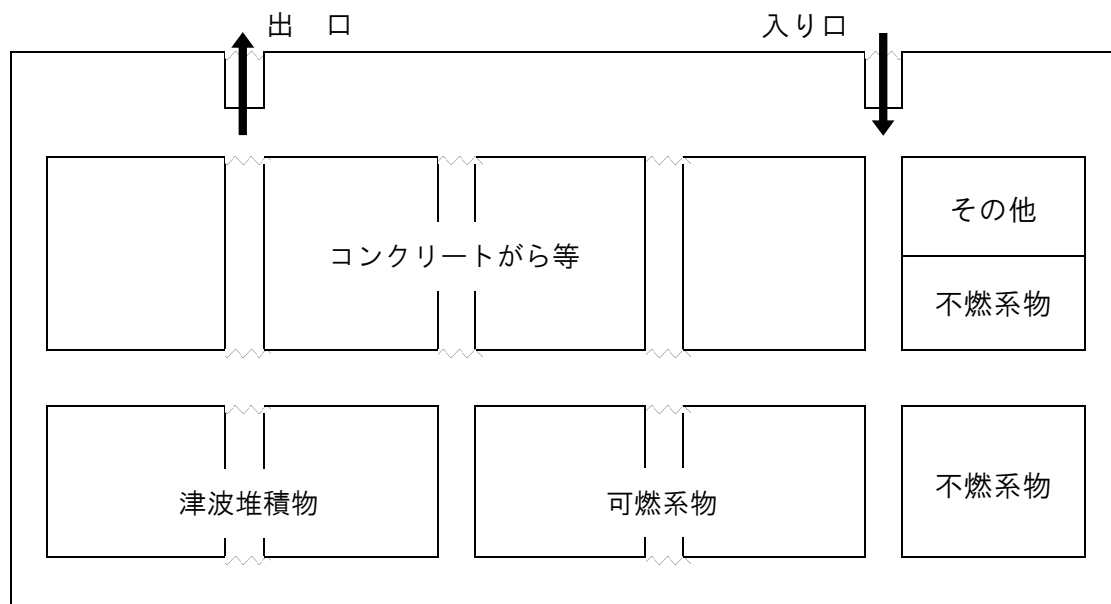 出　口
入り口
その他
コンクリートがら等
不燃系物
津波堆積物
可燃系物
不燃系物